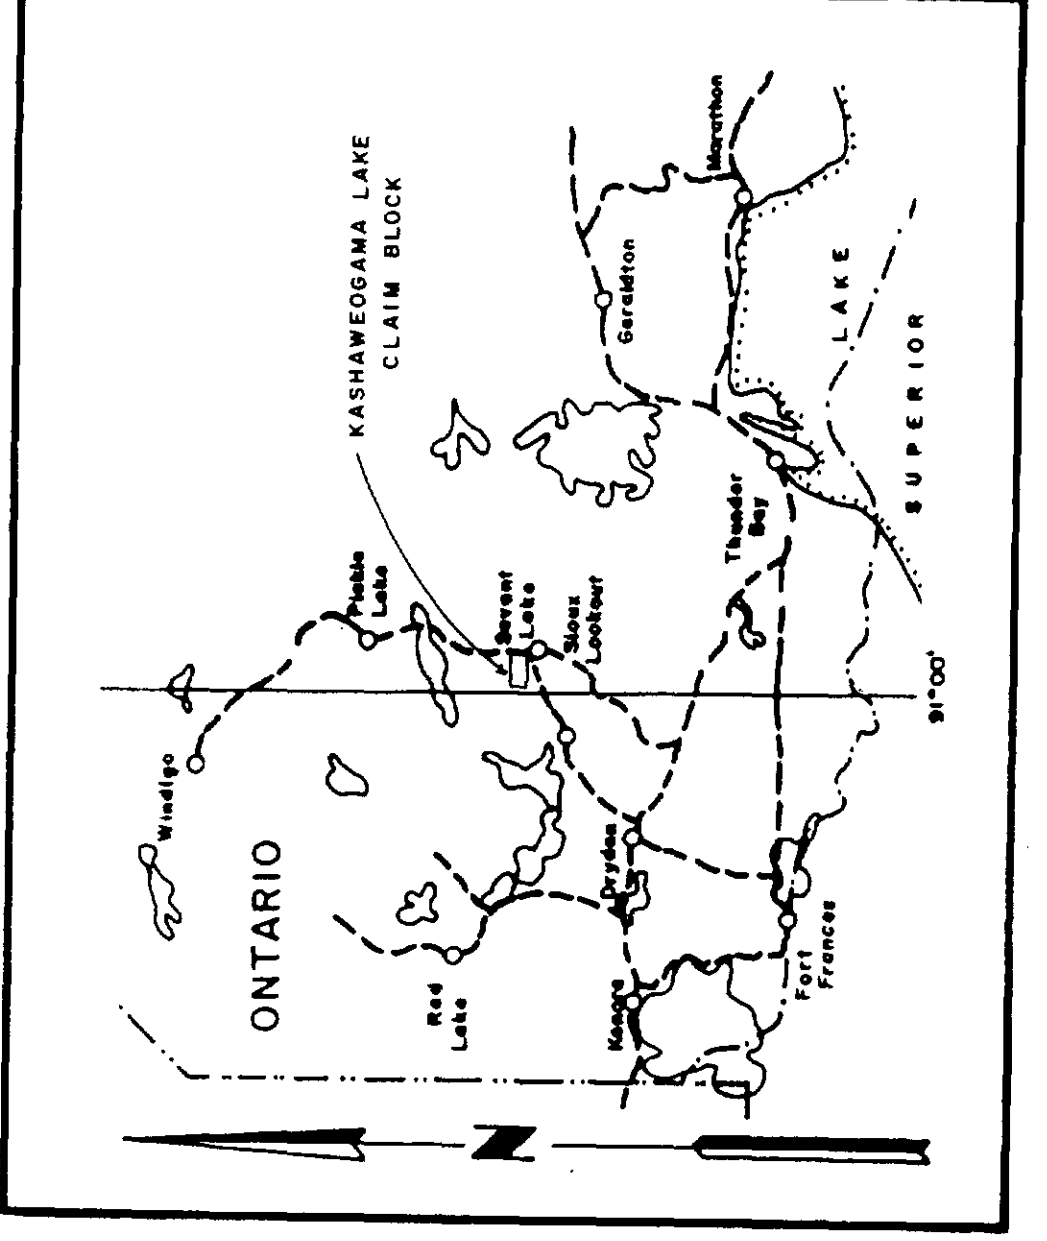 KASHAWEOGAMA LAKE
CLAIM BLOCK
Windigo
ONTARIO
Pickle
Lake
Savant
Lake
Sioux
Lookout
Red
Lake
Dryden
Kenora
Fort
Frances
Thunder
Bay
Geraldton
Marathon
LAKE
SUPERIOR
91°00'
N